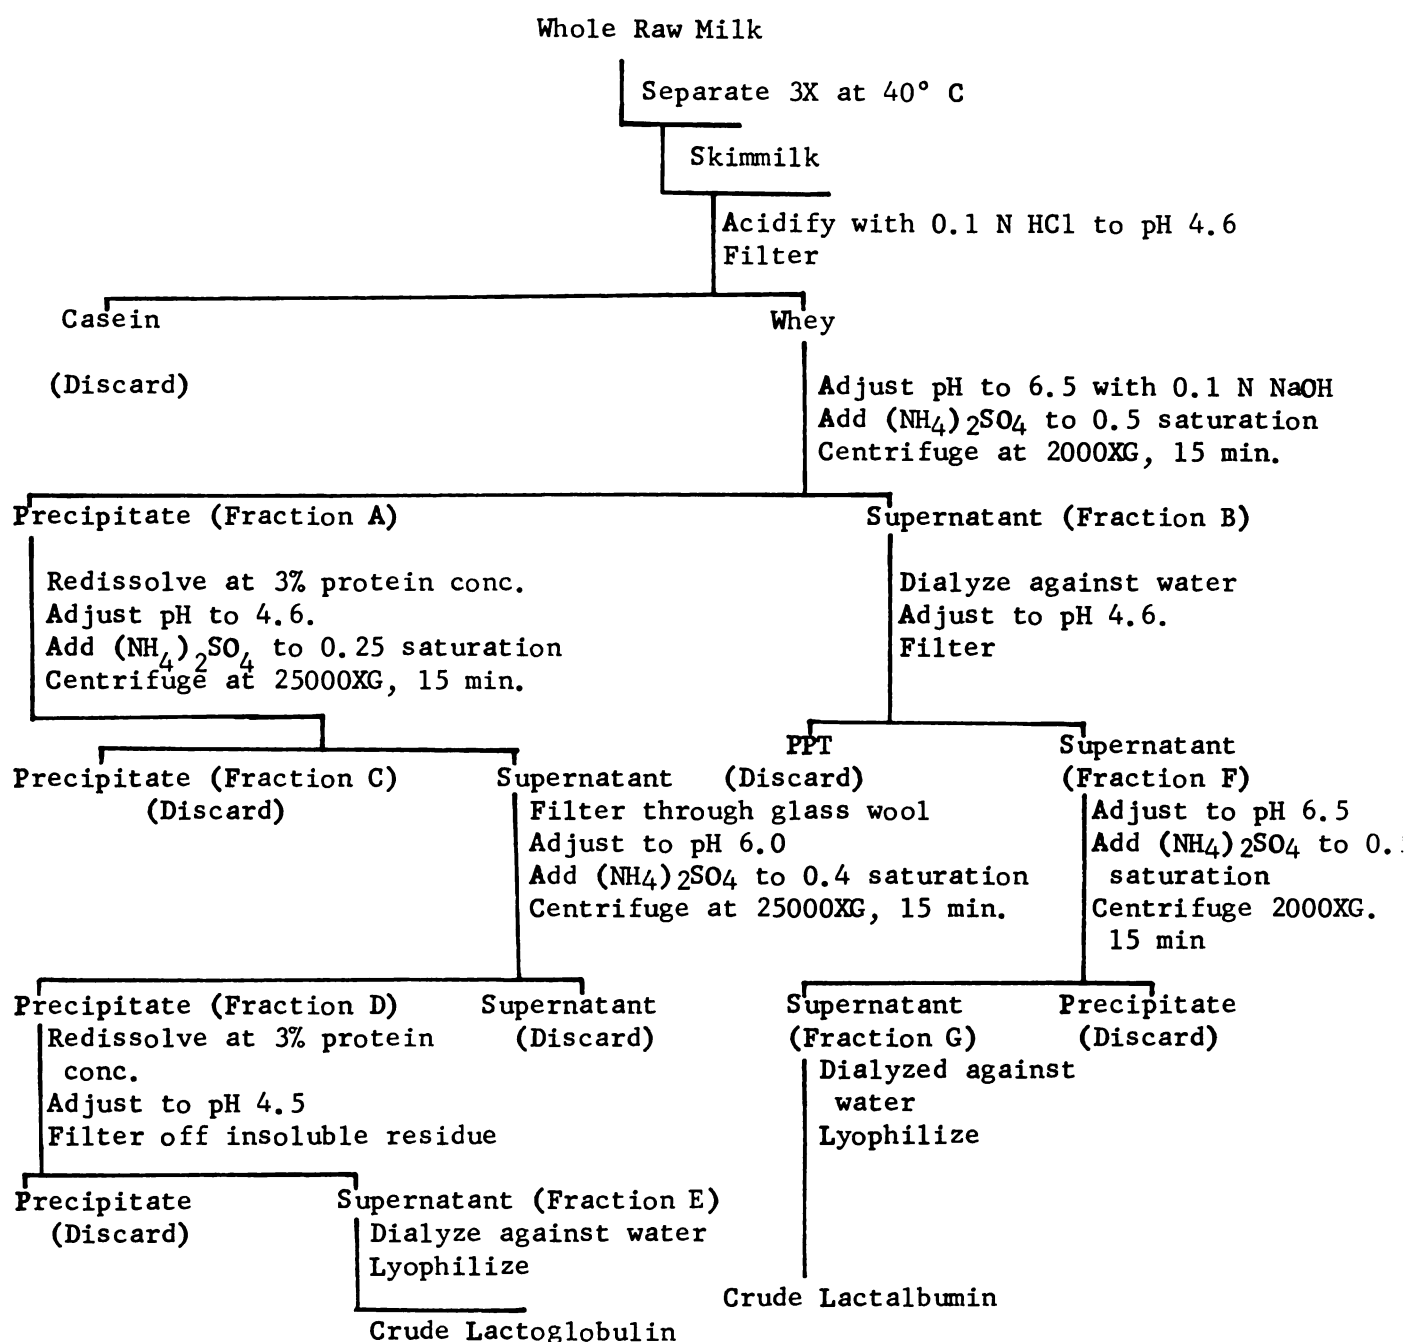 Whole Raw Milk
Separate 3X at 40° C
Skimmilk
Acidify with 0.1 N HCl to pH 4.6
Filter
Casein
(Discard)
Whey
Adjust pH to 6.5 with 0.1 N NaOH
Add (NH4)2SO4 to 0.5 saturation
Centrifuge at 2000XG, 15 min.
Precipitate (Fraction A)
Redissolve at 3% protein conc.
Adjust pH to 4.6.
Add (NH4)2SO4 to 0.25 saturation
Centrifuge at 25000XG, 15 min.
Supernatant (Fraction B)
Dialyze against water
Adjust to pH 4.6.
Filter
Precipitate (Fraction C)
(Discard)
Supernatant
Filter through glass wool
Adjust to pH 6.0
Add (NH4)2SO4 to 0.4 saturation
Centrifuge at 25000XG, 15 min.
PPT
(Discard)
Supernatant
(Fraction F)
Adjust to pH 6.5
Add (NH4)2SO4 to
saturation
Centrifuge 2000XG.
15 min
Precipitate (Fraction D)
Redissolve at 3% protein
conc.
Adjust to pH 4.5
Filter off insoluble residue
Supernatant
(Discard)
Supernatant
(Fraction G)
Dialyzed against
water
Lyophilize
Precipitate
(Discard)
Precipitate
(Discard)
Supernatant (Fraction E)
Dialyze against water
Lyophilize
Crude Lactoglobulin
Crude Lactalbumin